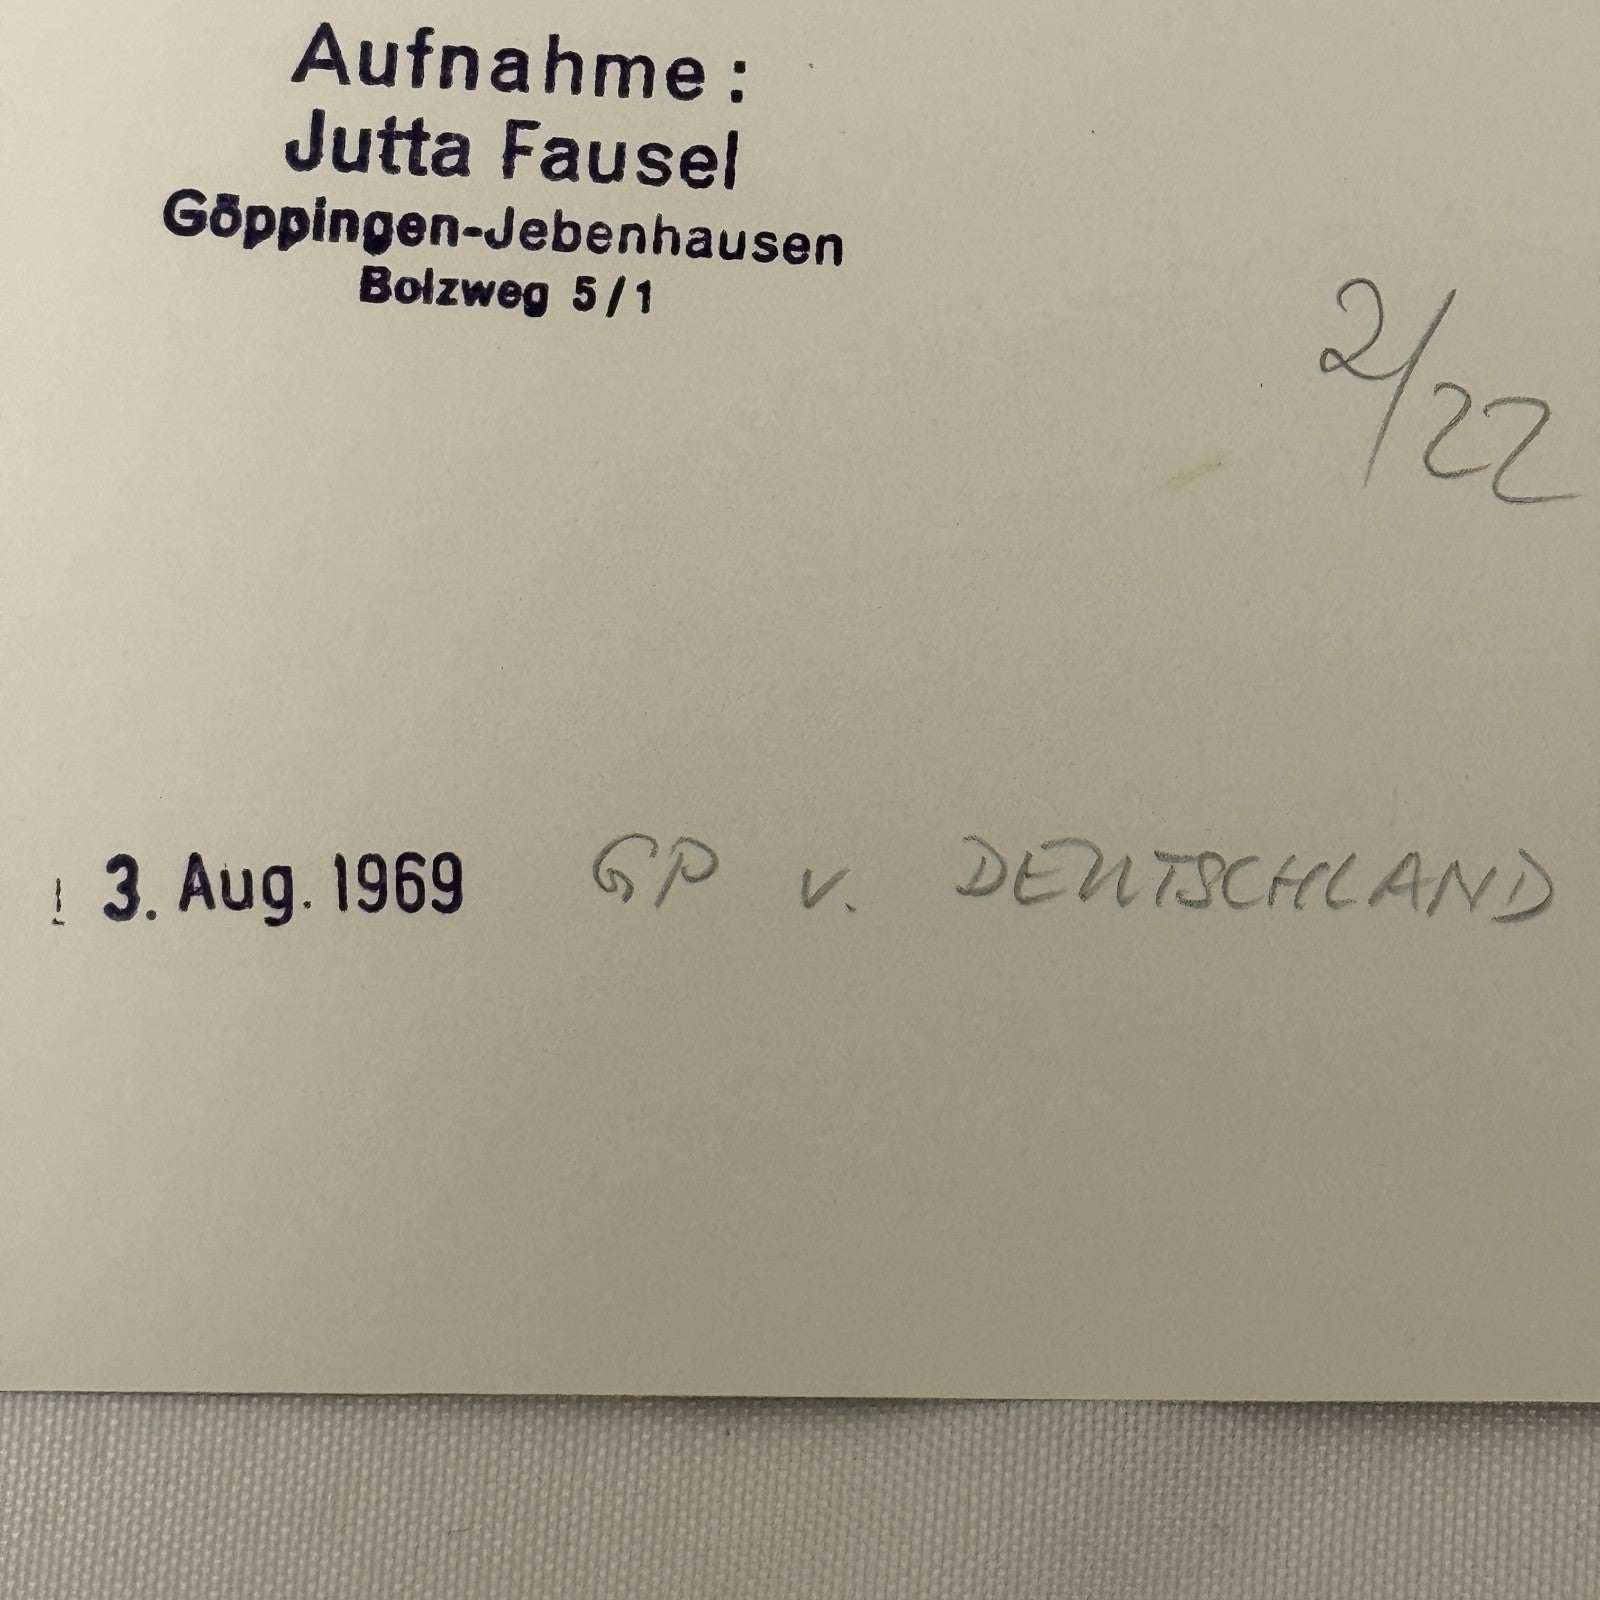 Aufnahme:
Jutta Fausel
Göppingen-Jebenhausen
Bolzweg 5/1
2/22
3. Aug. 1969 GP v. DEUTSCHLAND